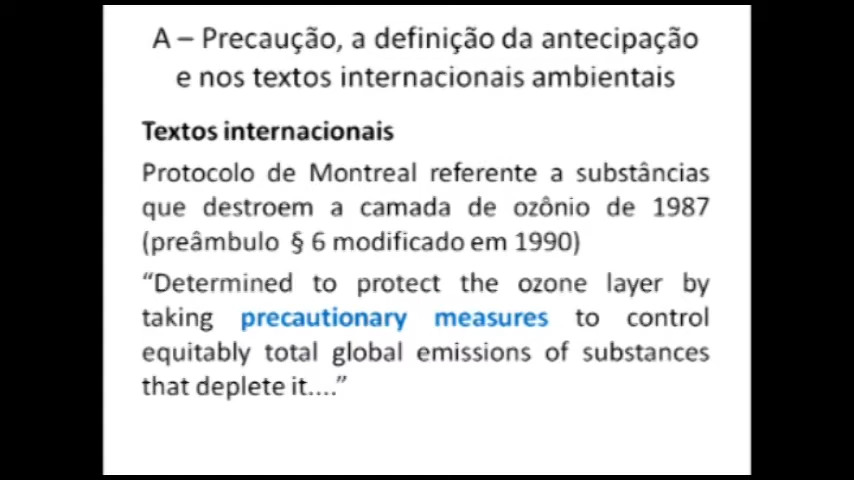 A – Precaução, a definição da antecipação
e nos textos internacionais ambientais
Textos internacionais
Protocolo de Montreal referente a substâncias
que destroem a camada de ozônio de 1987
(preâmbulo § 6 modificado em 1990)
“Determined to protect the ozone layer by
taking precautionary measures to control
equitably total global emissions of substances
that deplete it....”